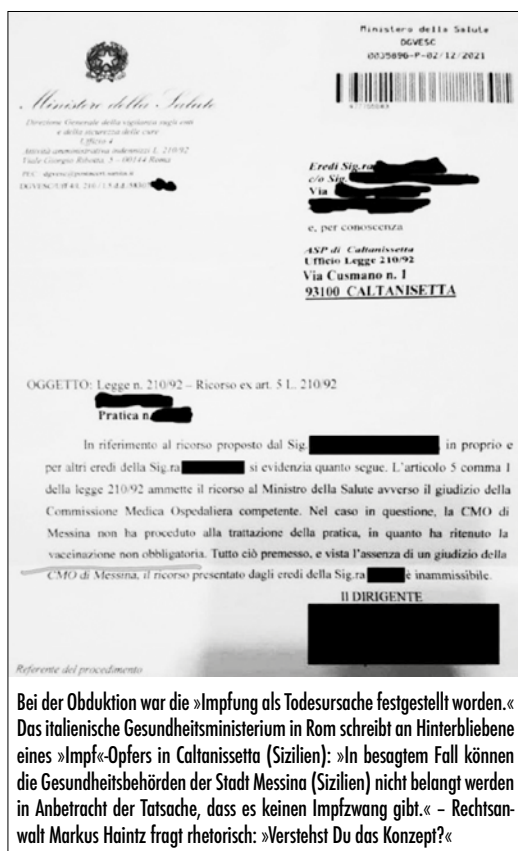 Ministero della Salute
DGVESC
0035896-P-02/12/2021
Ministero della Salute
Direzione Generale della vigilanza sugli enti
e della sicurezza delle cure
Ufficio 4
Attività amministrativa indennizzi L. 210/92
Viale Giorgio Ribotta, 5 – 00144 Roma
Eredi Sig.ra
c/o Sig.
Via
e, per conoscenza
ASP di Caltanissetta
Ufficio Legge 210/92
Via Cusmano n. 1
93100 CALTANISETTA
OGGETTO: Legge n. 210/92 – Ricorso ex art. 5 L. 210/92
Pratica n.
In riferimento al ricorso proposto dal Sig. , in proprio e
per altri eredi della Sig.ra si evidenzia quanto segue. L'articolo 5 comma 1
della legge 210/92 ammette il ricorso al Ministro della Salute avverso il giudizio della
Commissione Medica Ospedaliera competente. Nel caso in questione, la CMO di
Messina non ha proceduto alla trattazione della pratica, in quanto ha ritenuto la
vaccinazione non obbligatoria. Tutto ciò premesso, e vista l'assenza di un giudizio della
CMO di Messina, il ricorso presentato dagli eredi della Sig.ra è inammissibile.
Il DIRIGENTE
Referente del procedimento
Bei der Obduktion war die »Impfung als Todesursache festgestellt worden.«
Das italienische Gesundheitsministerium in Rom schreibt an Hinterbliebene
eines »Impf«-Opfers in Caltanissetta (Sizilien): »In besagtem Fall können
die Gesundheitsbehörden der Stadt Messina (Sizilien) nicht belangt werden
in Anbetracht der Tatsache, dass es keinen Impfzwang gibt.« – Rechtsan-
walt Markus Haintz fragt rhetorisch: »Verstehst Du das Konzept?«